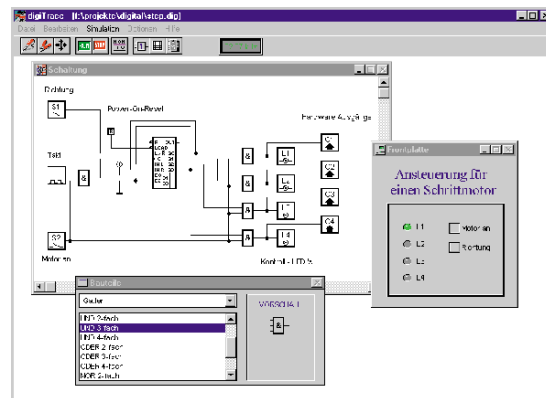 digiTrace [f:\projekte\digital\step.dip]
Datei Bearbeiten Simulation Optionen Hilfe
Schaltung
Richtung
S1
Power-On-Reset
Hardware Ausgänge
Takt
&
&
&
&
&
L1
L2
L4
C2
C3
C4
S2
Motor an
Kontroll-LED's
Frontplatte
Ansteuerung für
einen Schrittmotor
L1
L2
L3
L4
Motor an
Richtung
Bauteile
Gatter
VORSCHAU
UND 2-fach
UND 3-fach
UND 4-fach
ODER 2-fach
ODER 3-fach
ODER 4-fach
NOR 2-fach
&